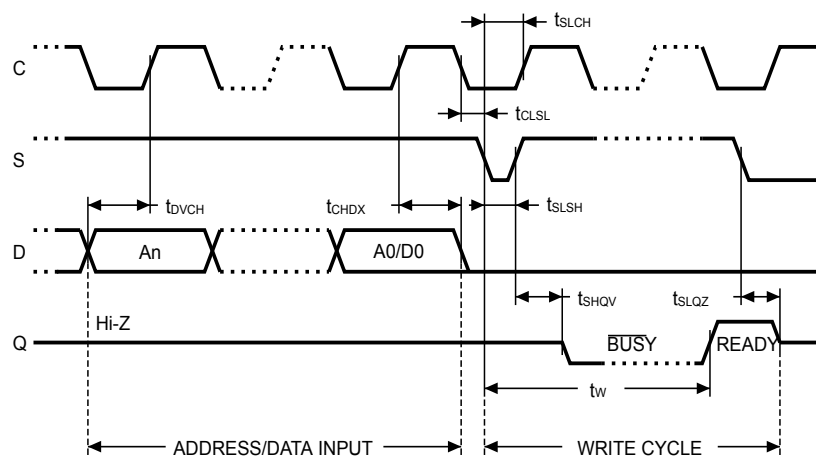 tSLCH
C
tCLSL
S
tDVCH tCHDX tSLSH
D An A0/D0
tSHQV tSLQZ
Hi-Z
Q BUSY READY
tW
ADDRESS/DATA INPUT WRITE CYCLE